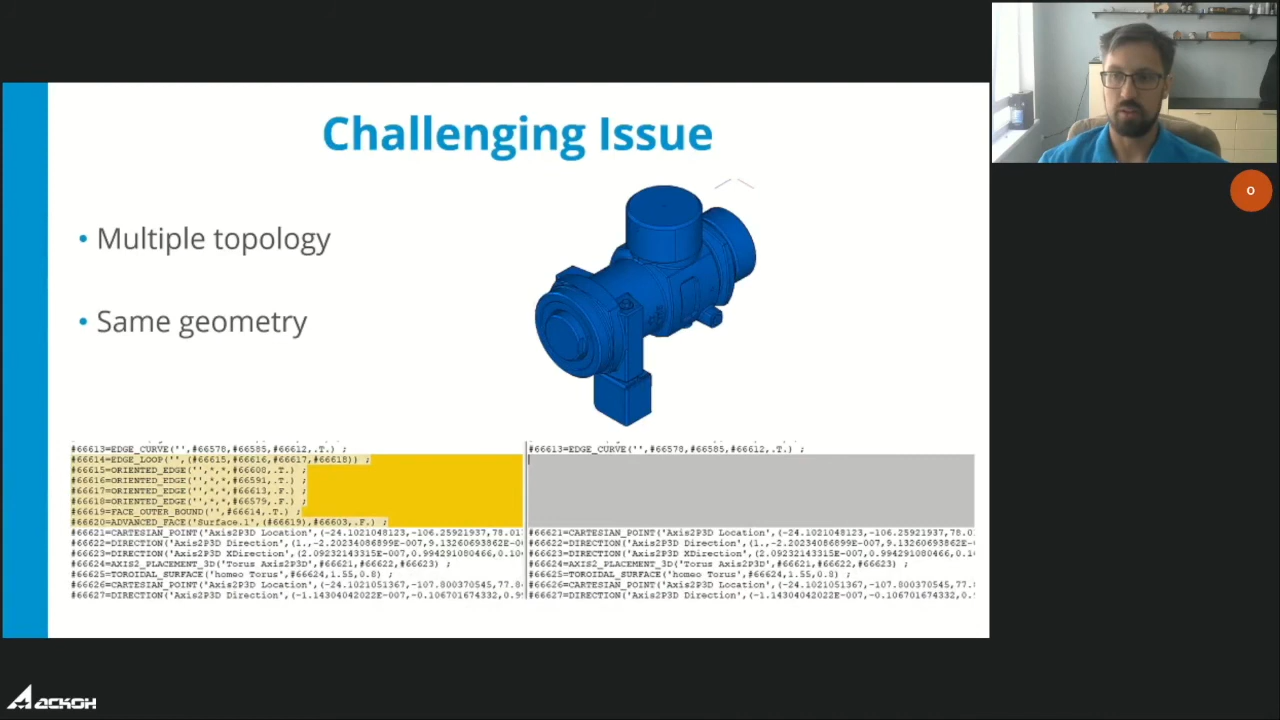 Challenging Issue
• Multiple topology
• Same geometry
O
#66613=EDGE_CURVE('',#66578,#66585,#66612,.T.) ;
#66614=EDGE_LOOP('',(#66615,#66616,#66617,#66618)) ;
#66615=ORIENTED_EDGE('',*,*,#66608,.T.) ;
#66616=ORIENTED_EDGE('',*,*,#66591,.T.) ;
#66617=ORIENTED_EDGE('',*,*,#66613,.F.) ;
#66618=ORIENTED_EDGE('',*,*,#66579,.F.) ;
#66619=FACE_OUTER_BOUND('',#66614,.T.) ;
#66620=ADVANCED_FACE('Surface.1',(#66619),#66603,.F.) ;
#66621=CARTESIAN_POINT('Axis2P3D Location',(-24.1021048123,-106.25921937,78.01
#66622=DIRECTION('Axis2P3D Direction',(1.,-2.20234086899E-007,9.13260693862E-0
#66623=DIRECTION('Axis2P3D XDirection',(2.09232143315E-007,0.994291080466,0.10
#66624=AXIS2_PLACEMENT_3D('Torus Axis2P3D',#66621,#66622,#66623) ;
#66625=TOROIDAL_SURFACE('homeo Torus',#66624,1.55,0.8) ;
#66626=CARTESIAN_POINT('Axis2P3D Location',(-24.1021051367,-107.800370545,77.8
#66627=DIRECTION('Axis2P3D Direction',(-1.14304042022E-007,-0.106701674332,0.9
#66613=EDGE_CURVE('',#66578,#66585,#66612,.T.) ;
#66621=CARTESIAN_POINT('Axis2P3D Location',(-24.1021048123,-106.25921937,78.0
#66622=DIRECTION('Axis2P3D Direction',(1.,-2.20234086899E-007,9.13260693862E-
#66623=DIRECTION('Axis2P3D XDirection',(2.09232143315E-007,0.994291080466,0.1
#66624=AXIS2_PLACEMENT_3D('Torus Axis2P3D',#66621,#66622,#66623) ;
#66625=TOROIDAL_SURFACE('homeo Torus',#66624,1.55,0.8) ;
#66626=CARTESIAN_POINT('Axis2P3D Location',(-24.1021051367,-107.800370545,77.
#66627=DIRECTION('Axis2P3D Direction',(-1.14304042022E-007,-0.106701674332,0.
АСКОН